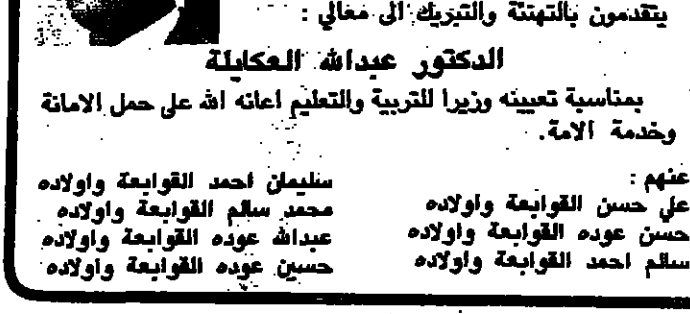 يتقدمون بالتهنئة والتبريك الى معالي :
الدكتور عبدالله العكايلة
بمناسبة تعيينه وزيرا للتربية والتعليم اعانه الله على حمل الامانة
وخدمة الامة.
عنهم :
علي حسن القوابعة واولاده
حسن عوده القوابعة واولاده
سالم احمد القوابعة واولاده
سليمان احمد القوابعة واولاده
محمد سالم القوابعة واولاده
عبدالله عوده القوابعة واولاده
حسين عوده القوابعة واولاده